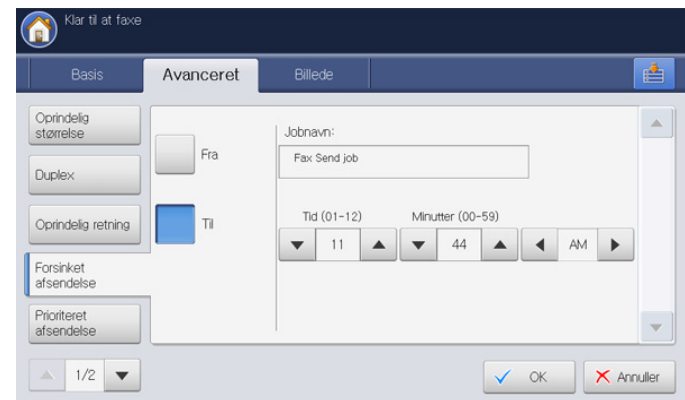 Klar til at faxe
Basis
Avanceret
Billede
Oprindelig
størrelse
Duplex
Oprindelig retning
Forsinket
afsendelse
Prioriteret
afsendelse
1/2
Fra
Til
Jobnavn:
Fax Send job
Tid (01-12)
Minutter (00-59)
11
44
AM
OK
Annuller